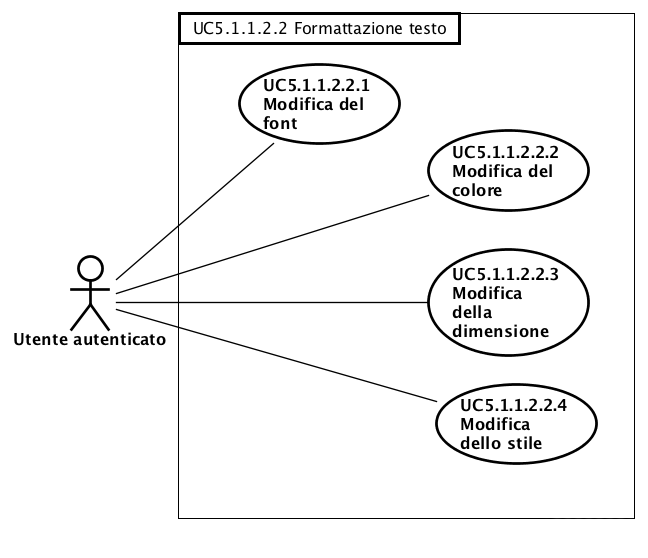 UC5.1.1.2.2 Formattazione testo
UC5.1.1.2.2.1
Modifica del
font
UC5.1.1.2.2.2
Modifica del
colore
UC5.1.1.2.2.3
Modifica
della
dimensione
Utente autenticato
UC5.1.1.2.2.4
Modifica
dello stile